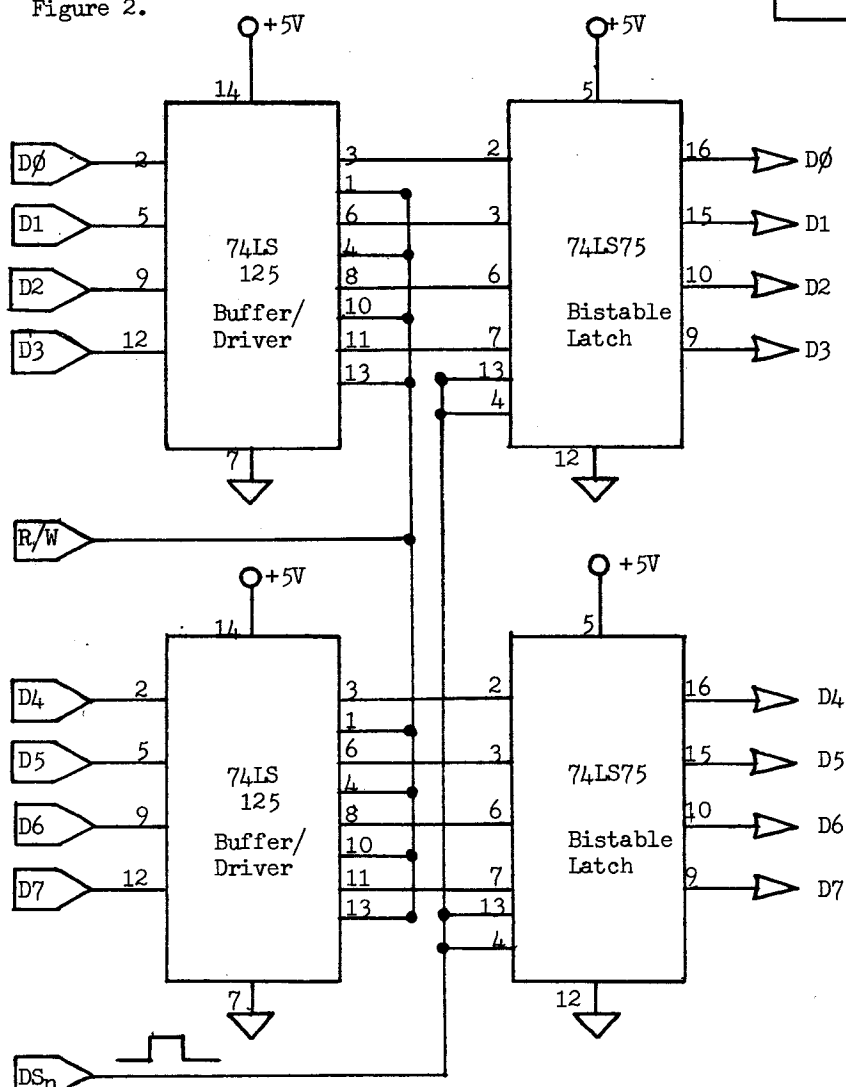 Figure 2.
+5V
+5V
14
5
DØ
2
3
2
16
DØ
1
D1
5
6
3
15
D1
4
74LS
125
74LS75
D2
9
8
6
10
D2
10
Buffer/
Driver
Bistable
Latch
D3
12
11
7
9
D3
13
13
4
7
12
R/W
+5V
+5V
14
5
D4
2
3
2
16
D4
1
D5
5
6
3
15
D5
4
74LS
125
74LS75
D6
9
8
6
10
D6
10
Buffer/
Driver
Bistable
Latch
D7
12
11
7
9
D7
13
13
4
7
12
DSn